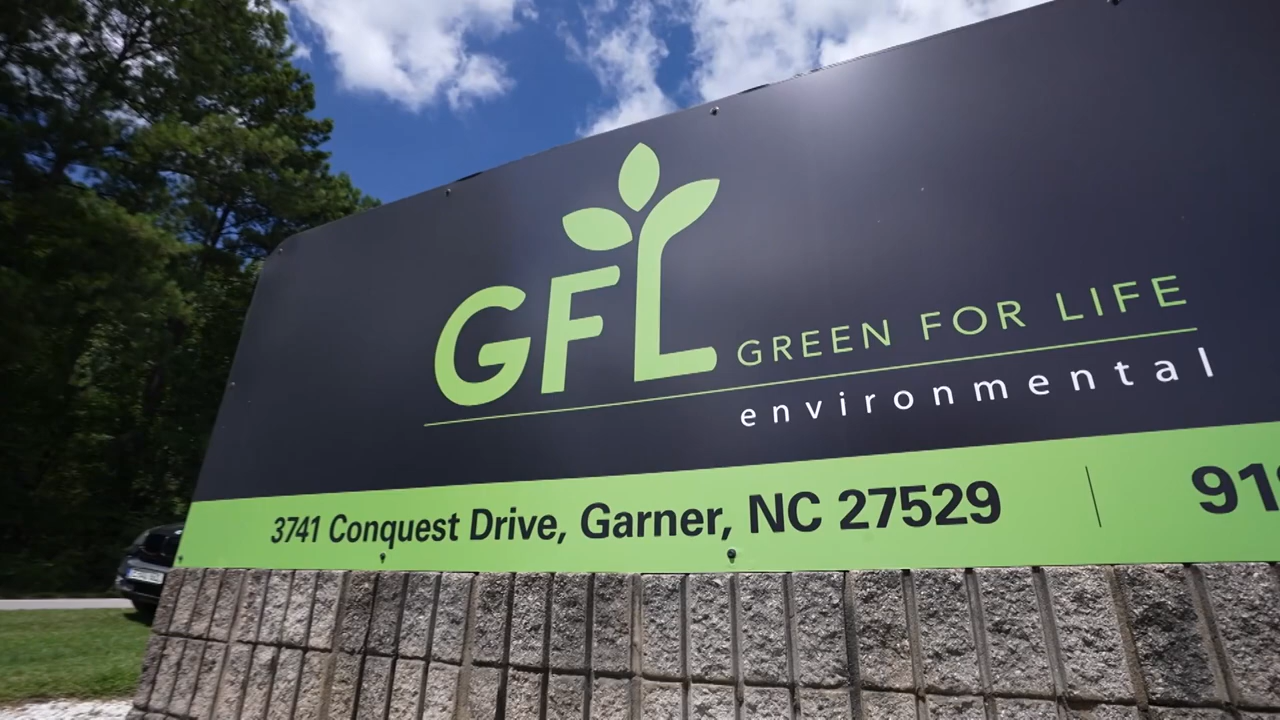 GFL GREEN FOR LIFE
environmental
3741 Conquest Drive, Garner, NC 27529